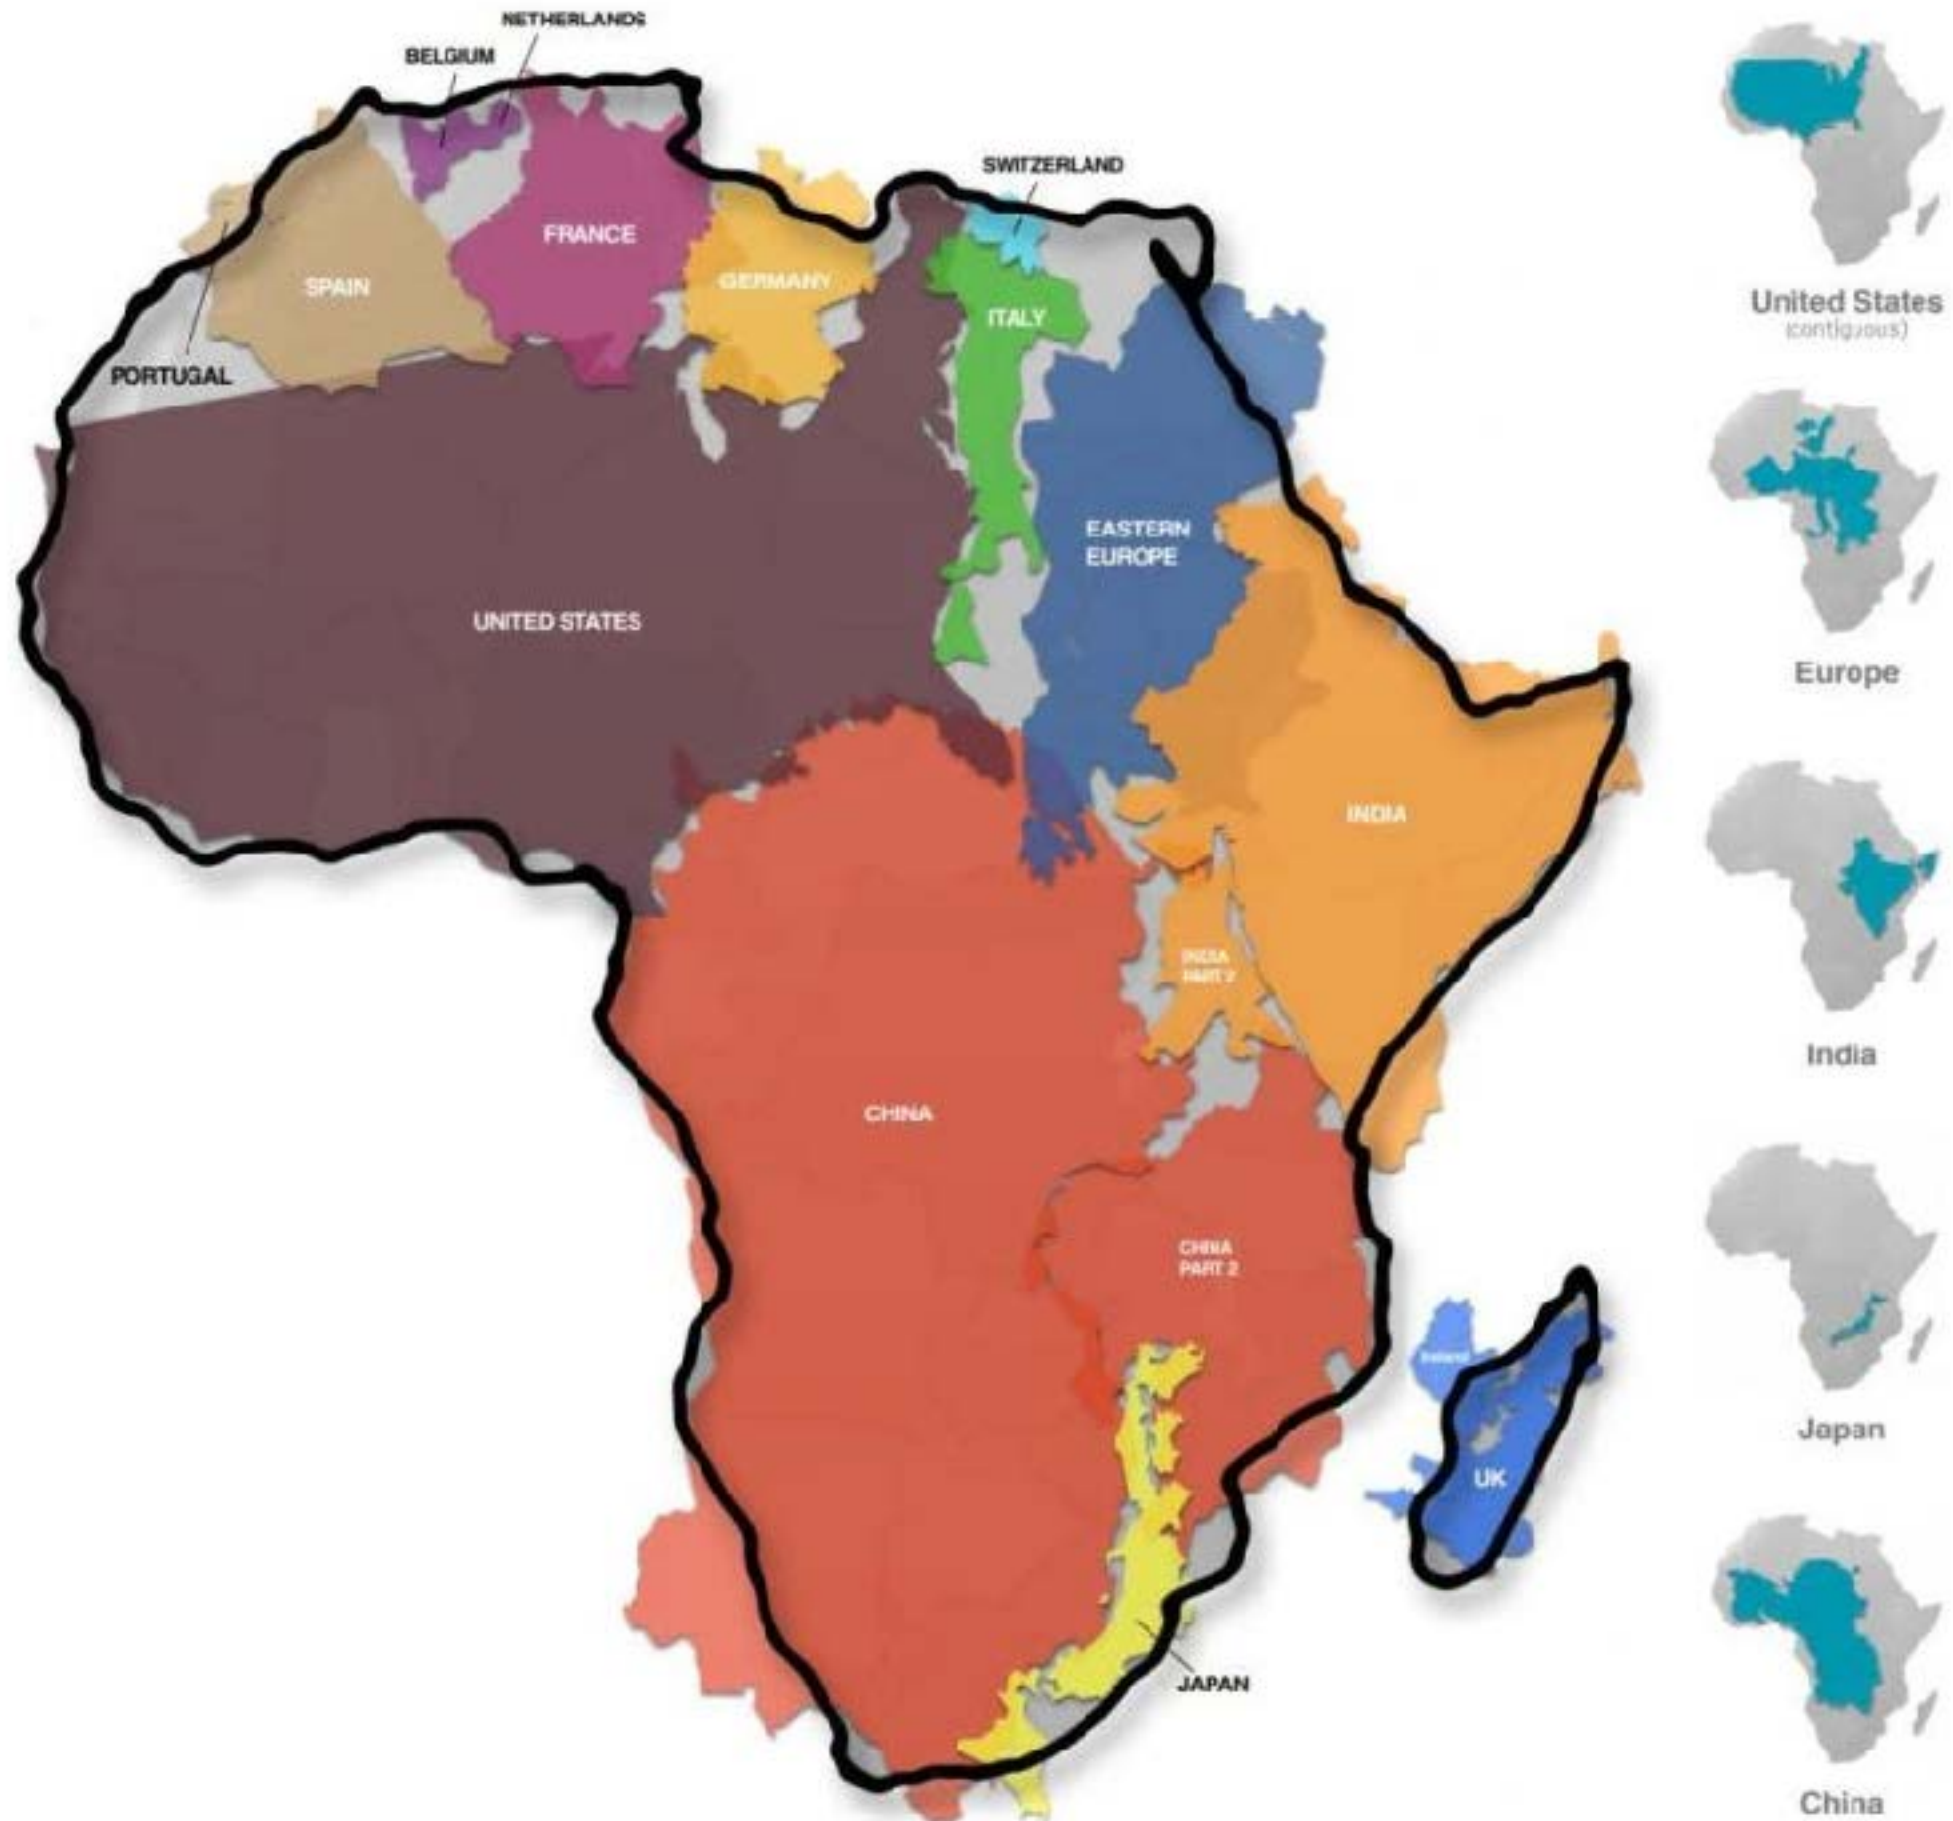 NETHERLANDS
BELGIUM
SWITZERLAND
FRANCE
GERMANY
SPAIN
ITALY
PORTUGAL
EASTERN
EUROPE
UNITED STATES
INDIA
INDIA
PART 2
CHINA
CHINA
PART 2
Ireland
UK
JAPAN
United States
(contiguous)
Europe
India
Japan
China